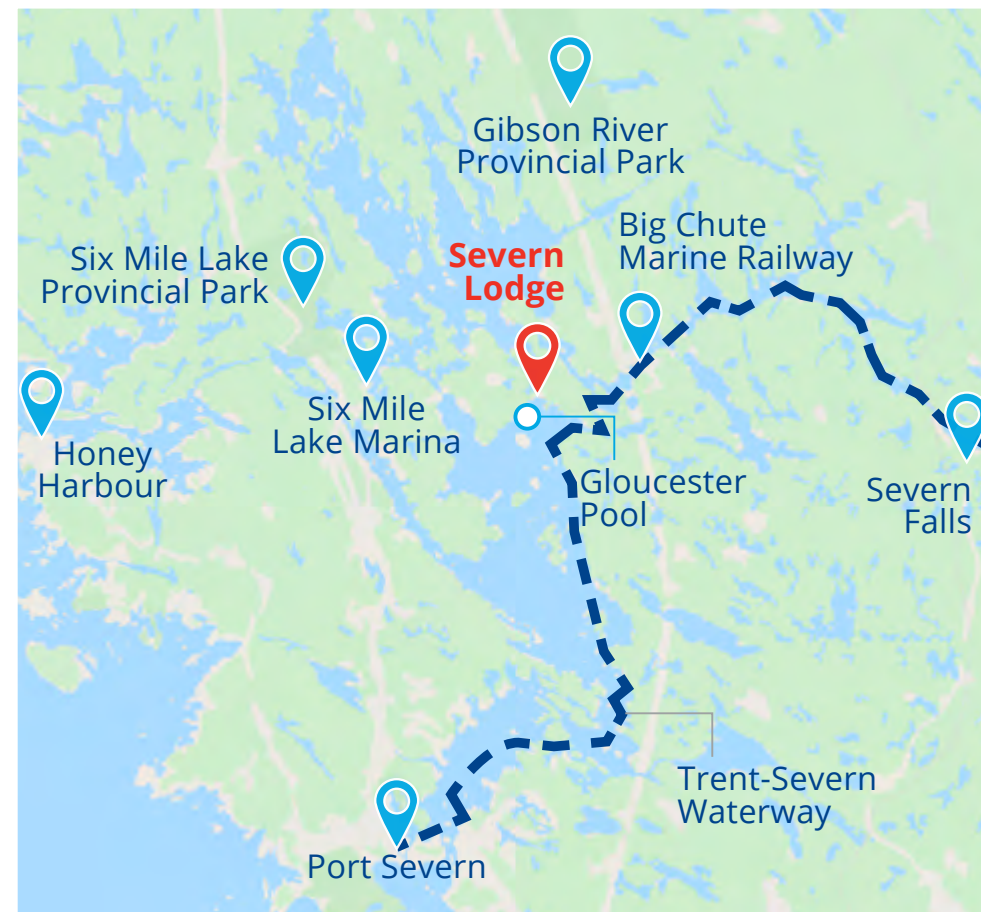 Gibson River
Provincial Park
Big Chute
Marine Railway
Severn
Lodge
Six Mile Lake
Provincial Park
Six Mile
Lake Marina
Honey
Harbour
Gloucester
Pool
Severn
Falls
Trent-Severn
Waterway
Port Severn